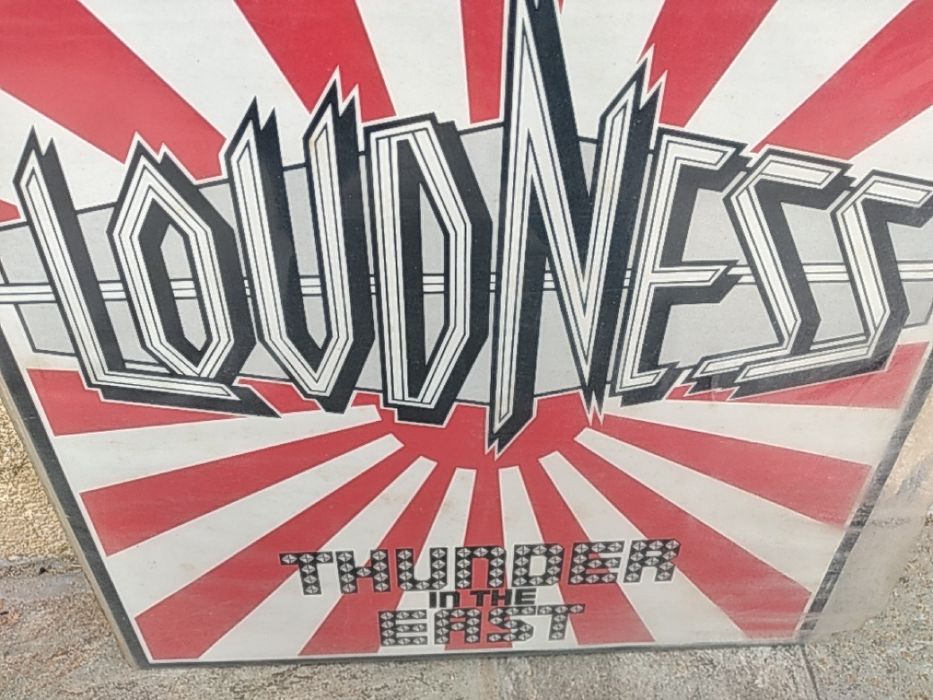 LOUDNESS
THUNDER
IN THE
EAST